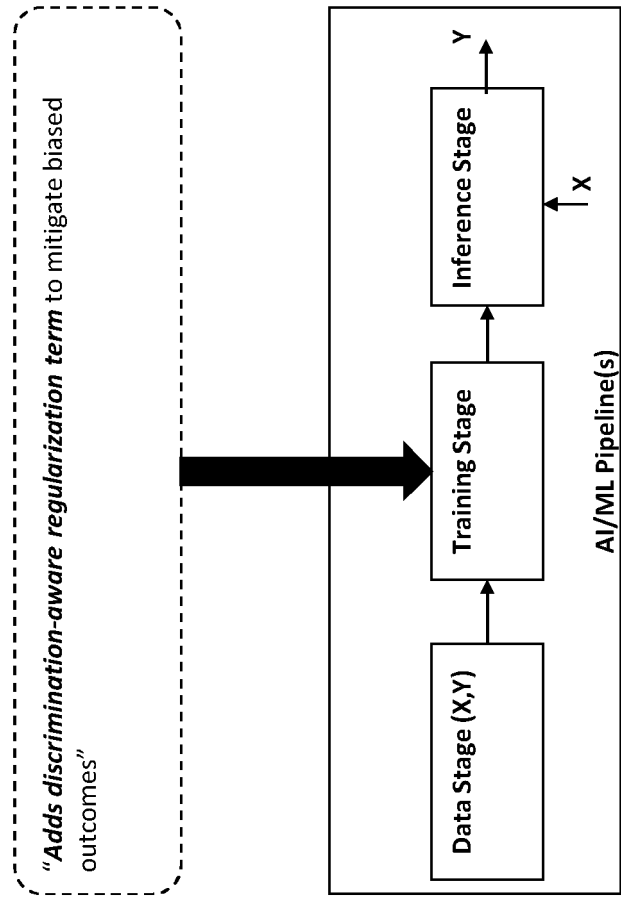 “Adds discrimination-aware regularization term to mitigate biased
outcomes”
Data Stage (X,Y)
Training Stage
Inference Stage
Y
X
AI/ML Pipeline(s)